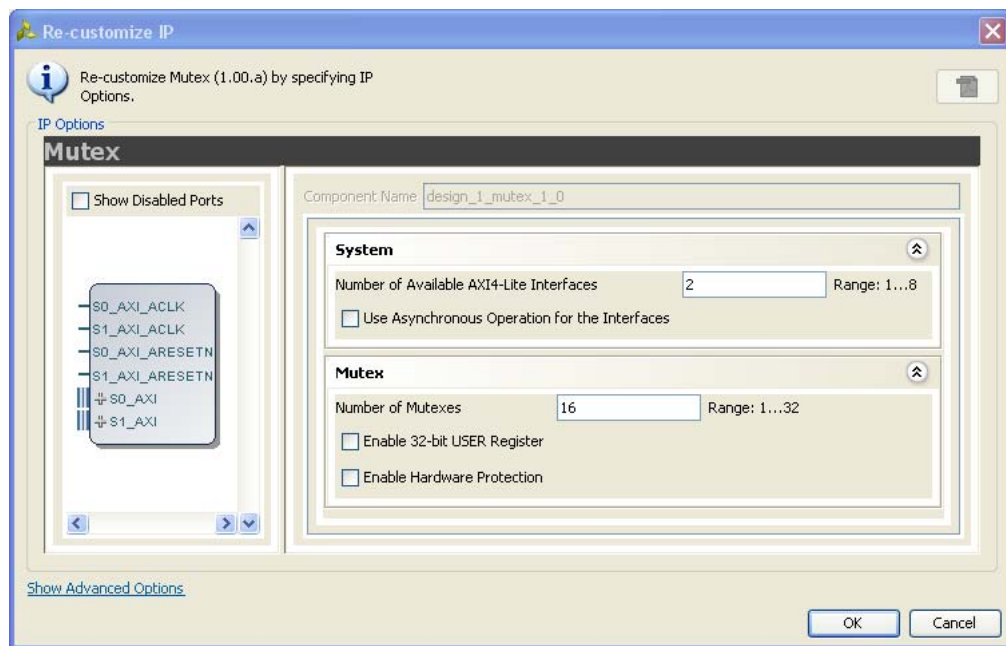 Re-customize IP
Re-customize Mutex (1.00.a) by specifying IP
Options.
IP Options
Mutex
Show Disabled Ports
S0_AXI_ACLK
S1_AXI_ACLK
S0_AXI_ARESETN
S1_AXI_ARESETN
S0_AXI
S1_AXI
Component Name design_1_mutex_1_0
System
Number of Available AXI4-Lite Interfaces 2 Range: 1...8
Use Asynchronous Operation for the Interfaces
Mutex
Number of Mutexes 16 Range: 1...32
Enable 32-bit USER Register
Enable Hardware Protection
Show Advanced Options
OK Cancel